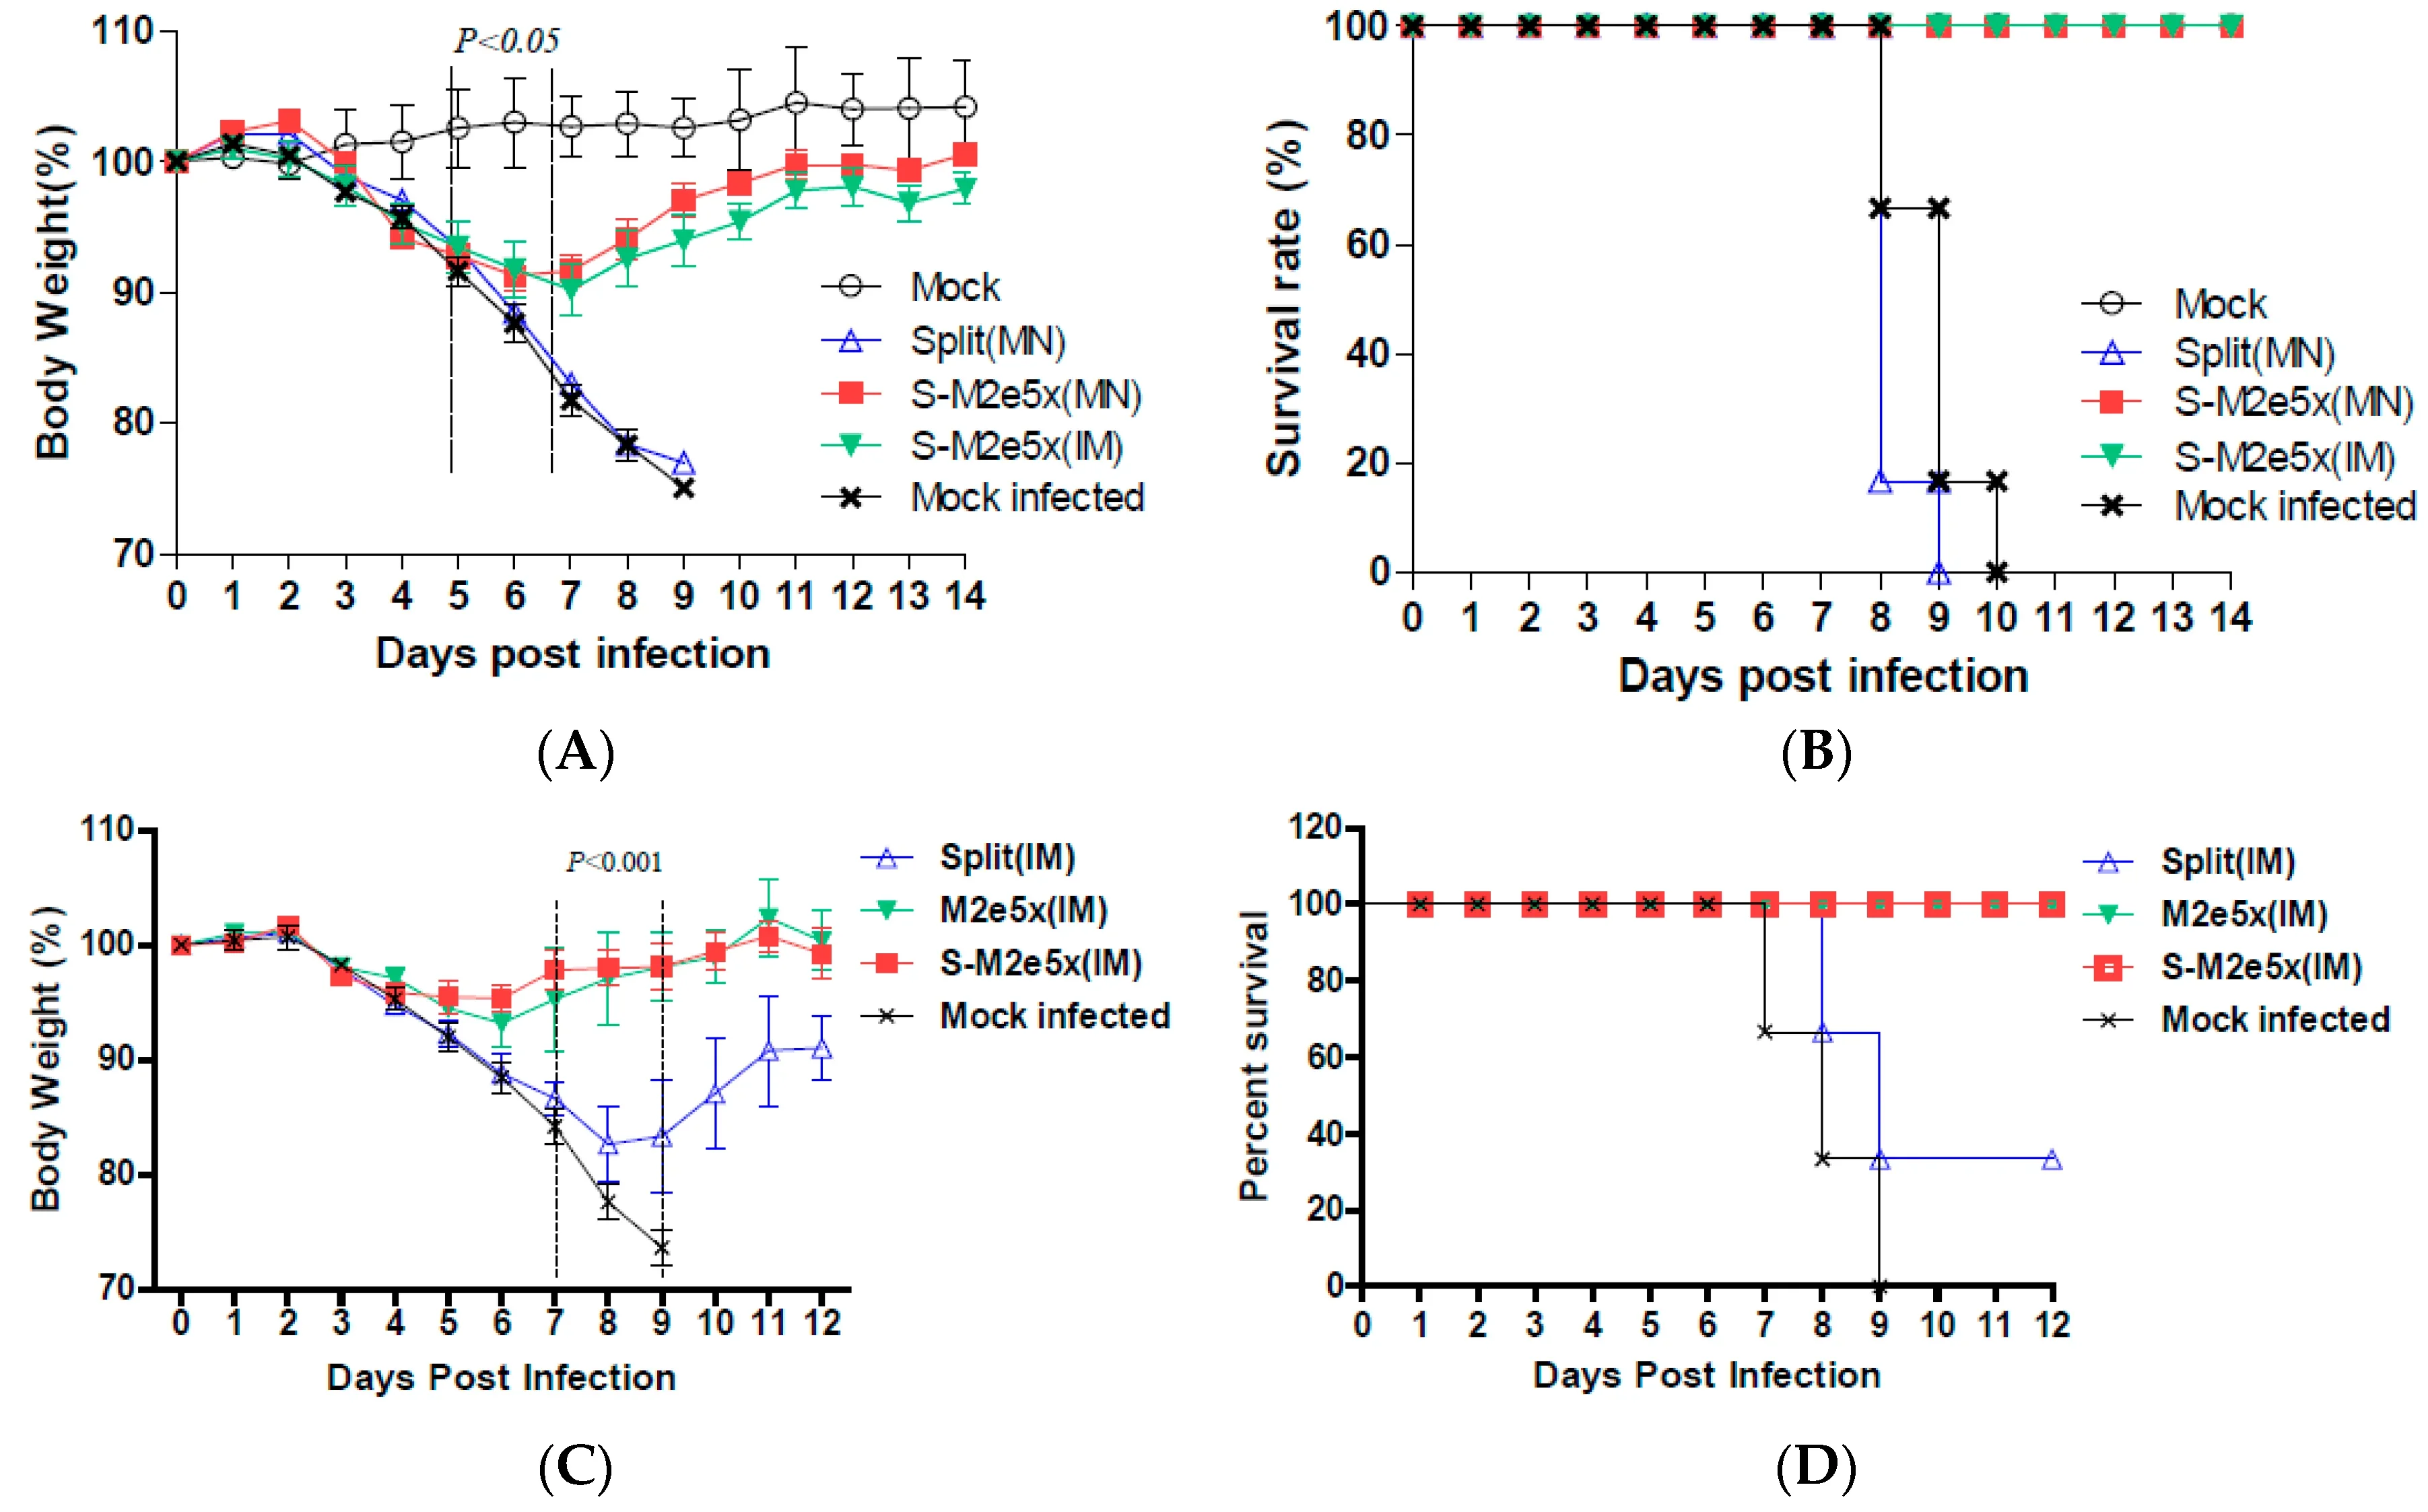 110
100
90
80
70
Body Weight(%)
P<0.05
Mock
Split(MN)
S-M2e5x(MN)
S-M2e5x(IM)
Mock infected
0 1 2 3 4 5 6 7 8 9 10 11 12 13 14
Days post infection
(A)
100
80
60
40
20
0
Survival rate (%)
Mock
Split(MN)
S-M2e5x(MN)
S-M2e5x(IM)
Mock infected
0 1 2 3 4 5 6 7 8 9 10 11 12 13 14
Days post infection
(B)
110
100
90
80
70
Body Weight (%)
P<0.001
Split(IM)
M2e5x(IM)
S-M2e5x(IM)
Mock infected
0 1 2 3 4 5 6 7 8 9 10 11 12
Days Post Infection
(C)
120
100
80
60
40
20
0
Percent survival
Split(IM)
M2e5x(IM)
S-M2e5x(IM)
Mock infected
0 1 2 3 4 5 6 7 8 9 10 11 12
Days Post Infection
(D)